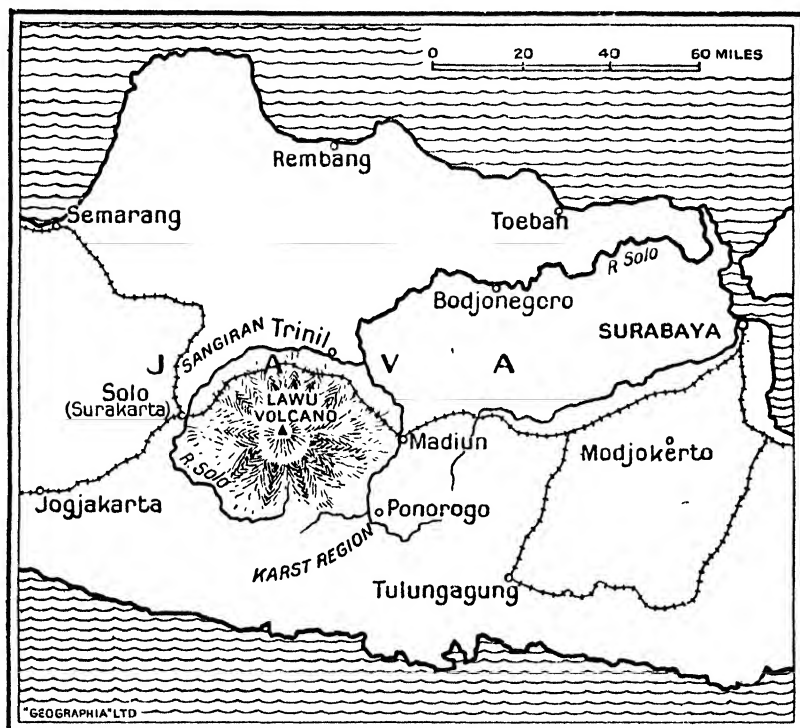 0 20 40 60 MILES
Rembang
Semarang
Toeban
R Solo
Bodjonegoro
SURABAYA
SANGIRAN Trinil
J A V A
Solo
(Surakarta)
LAWU
VOLCANO
Madiun
Modjokerto
R. Solo
Jogjakarta
Ponorogo
KARST REGION
Tulungagung
"GEOGRAPHIA" LTD